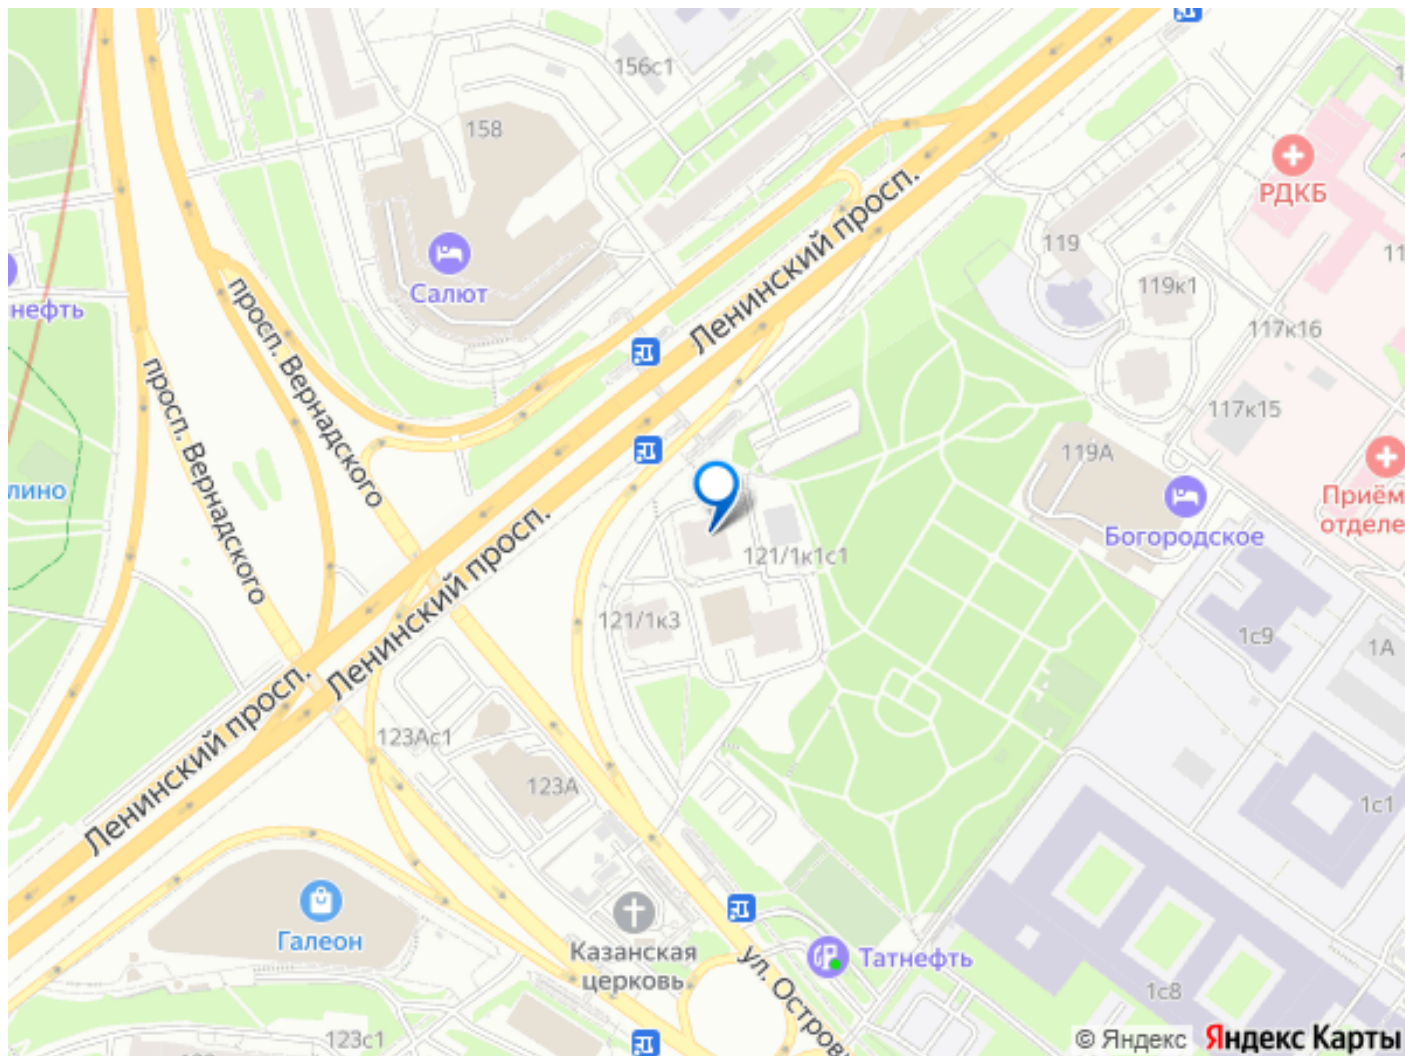 156с1
158
РДКБ
Ленинский просп.
119
119к1
Салют
нефть
117к16
просп. Вернадского
просп. Вернадского
117к15
119А
лино
Приём
отделе
Богородское
Ленинский просп.
121/1к1с1
121/1к3
1с9
1А
Ленинский просп.
123Ас1
123А
1с1
Галеон
Казанская
церковь
Татнефть
ул. Острови
1с8
123с1
© Яндекс Яндекс Карты